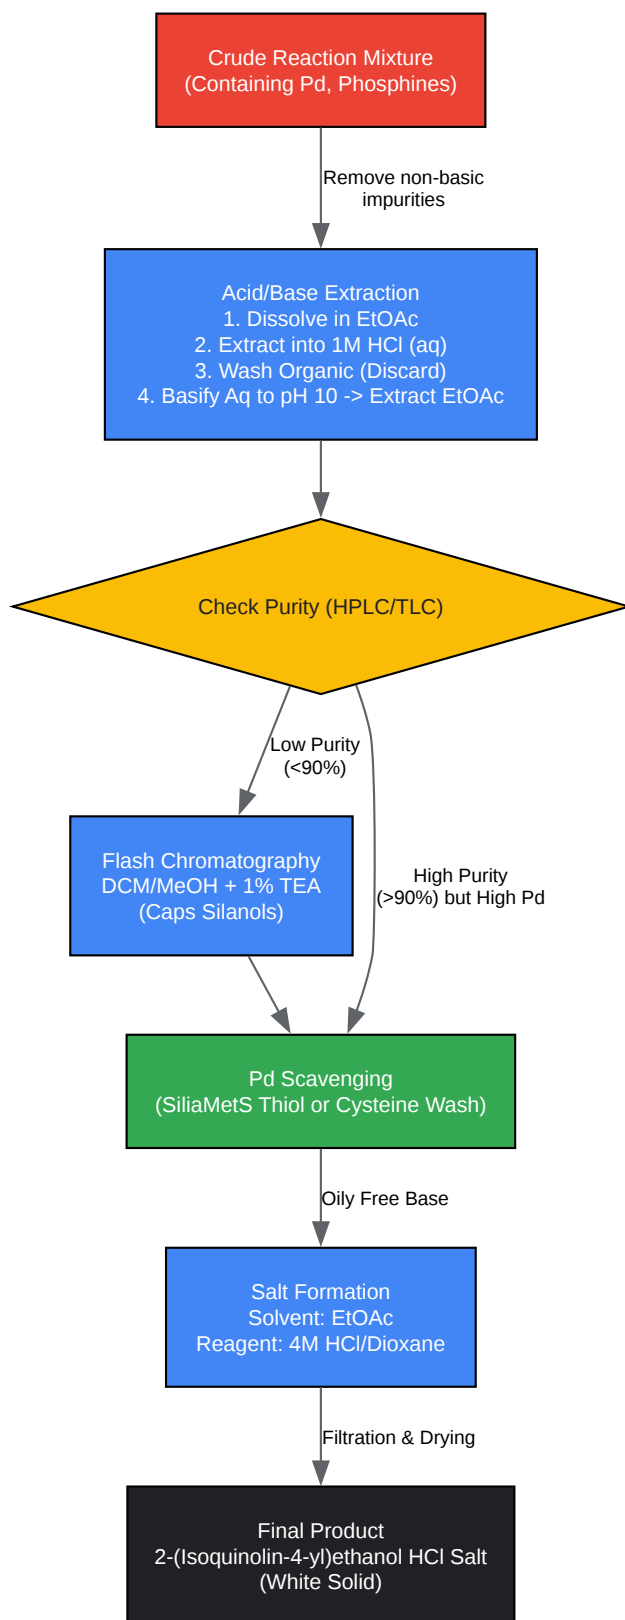 Crude Reaction Mixture
(Containing Pd, Phosphines)
Remove non-basic
impurities
Acid/Base Extraction
1. Dissolve in EtOAc
2. Extract into 1M HCl (aq)
3. Wash Organic (Discard)
4. Basify Aq to pH 10 -> Extract EtOAc
Check Purity (HPLC/TLC)
Low Purity
(<90%)
Flash Chromatography
DCM/MeOH + 1% TEA
(Caps Silanols)
High Purity
(>90%) but High Pd
Pd Scavenging
(SiliaMetS Thiol or Cysteine Wash)
Oily Free Base
Salt Formation
Solvent: EtOAc
Reagent: 4M HCl/Dioxane
Filtration & Drying
Final Product
2-(Isoquinolin-4-yl)ethanol HCl Salt
(White Solid)